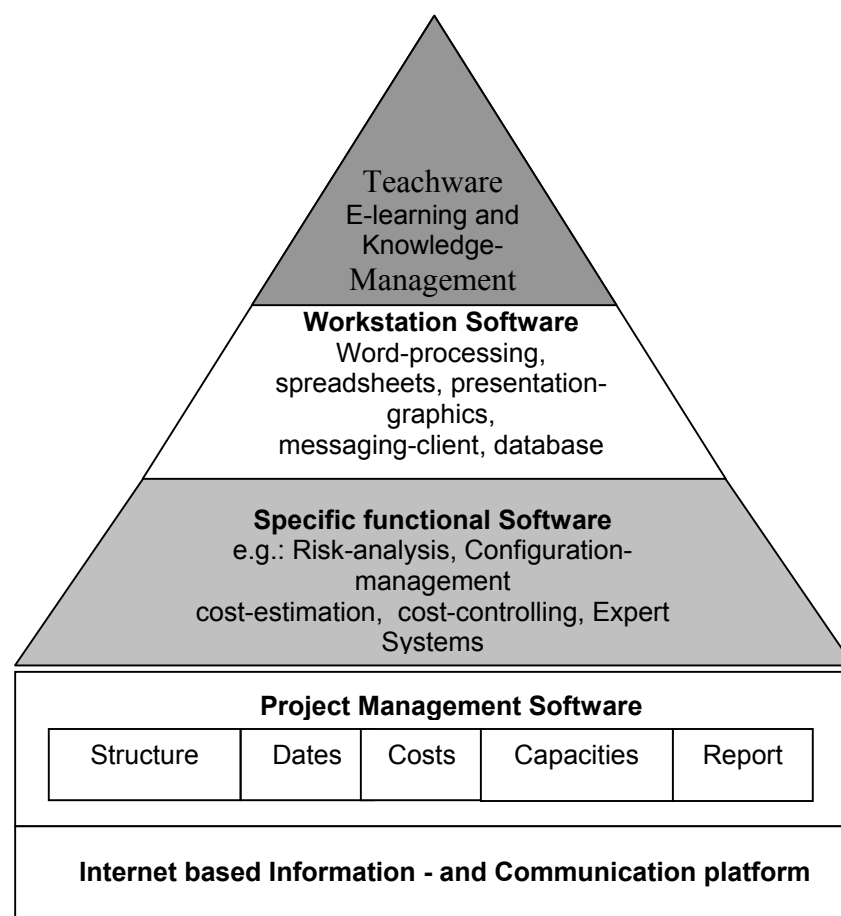 Teachware
E-learning and
Knowledge-
Management
Workstation Software
Word-processing,
spreadsheets, presentation-
graphics,
messaging-client, database
Specific functional Software
e.g.: Risk-analysis, Configuration-
management
cost-estimation,  cost-controlling, Expert
Systems
Project Management Software
Structure Dates Costs Capacities Report
Internet based Information - and Communication platform